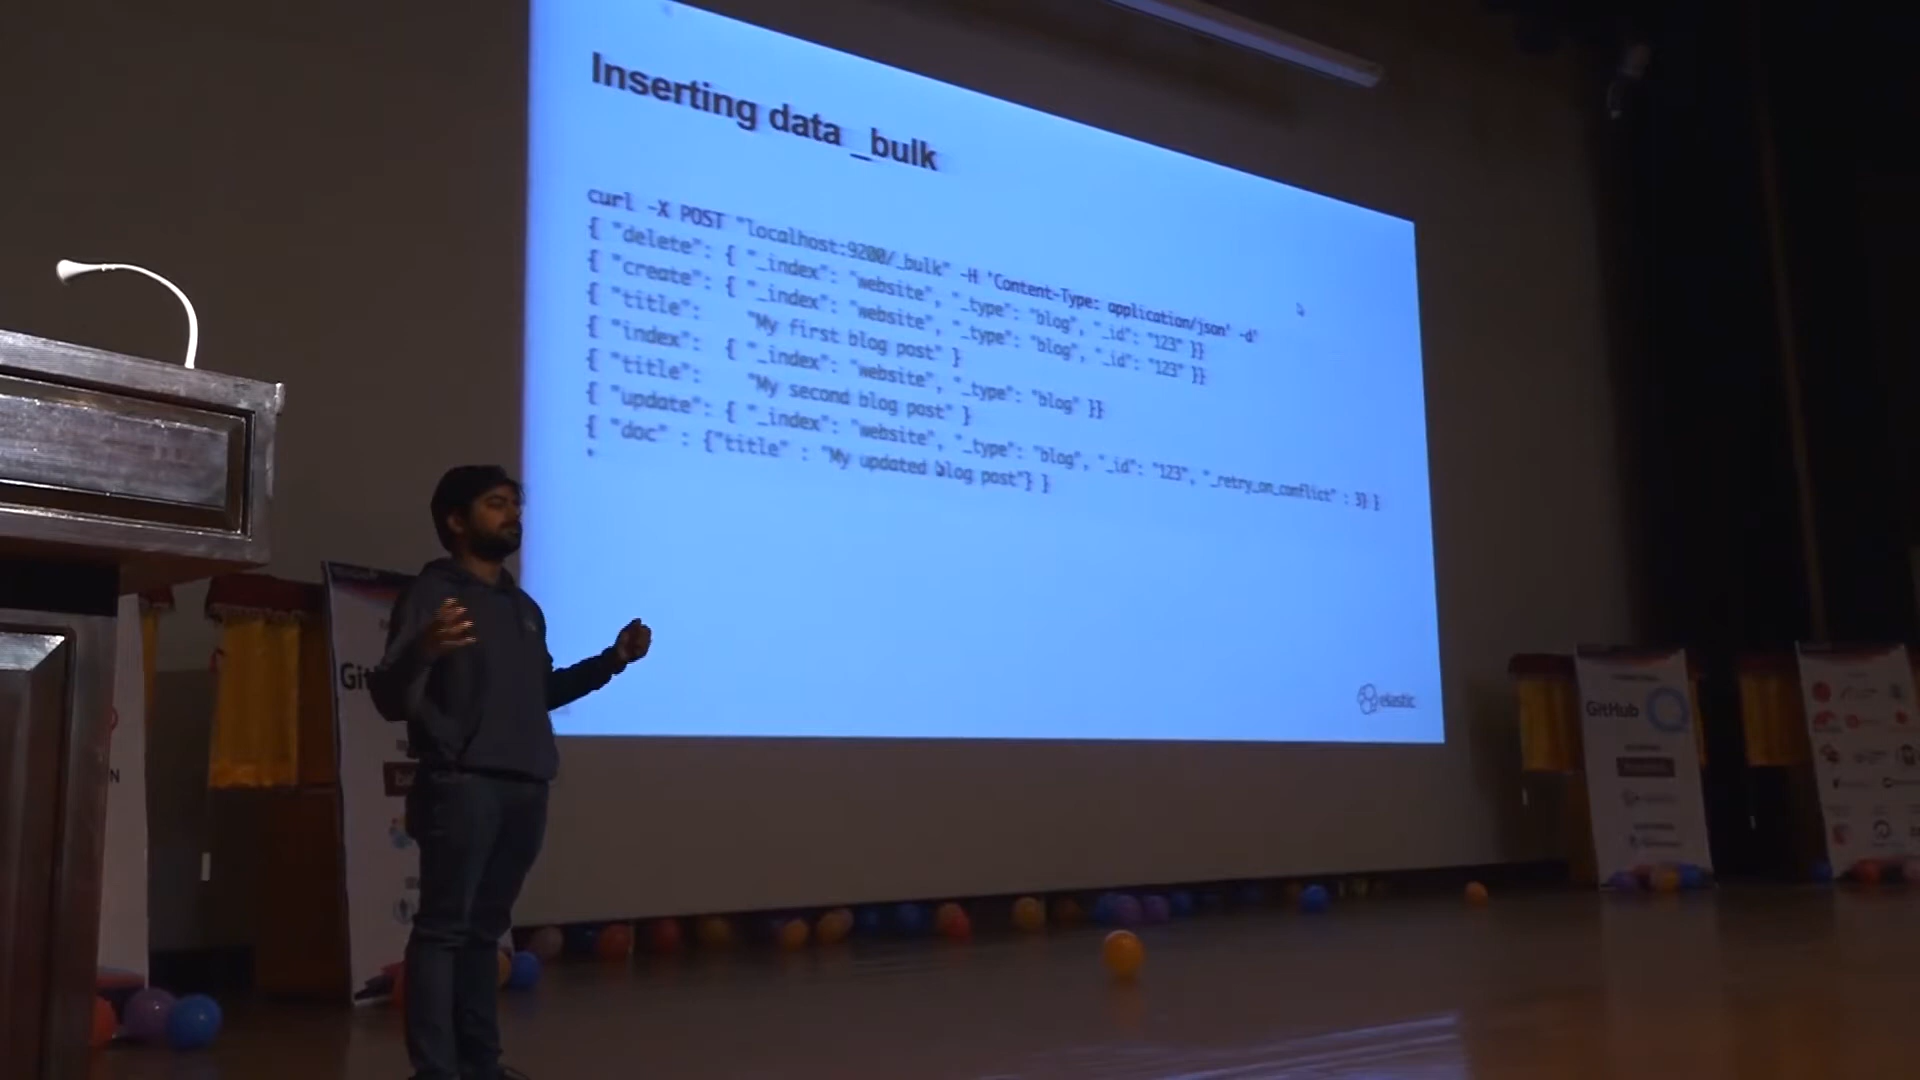 Inserting data _bulk
curl -X POST "localhost:9200/_bulk" -H 'Content-Type: application/json' -d'
{ "delete": { "_index": "website", "_type": "blog", "_id": "123" }}
{ "create": { "_index": "website", "_type": "blog", "_id": "123" }}
{ "title":    "My first blog post" }
{ "index":  { "_index": "website", "_type": "blog" }}
{ "title":    "My second blog post" }
{ "update": { "_index": "website", "_type": "blog", "_id": "123", "_retry_on_conflict" : 3} }
{ "doc" : {"title" : "My updated blog post"} }
'
elastic
Git
GitHub
N